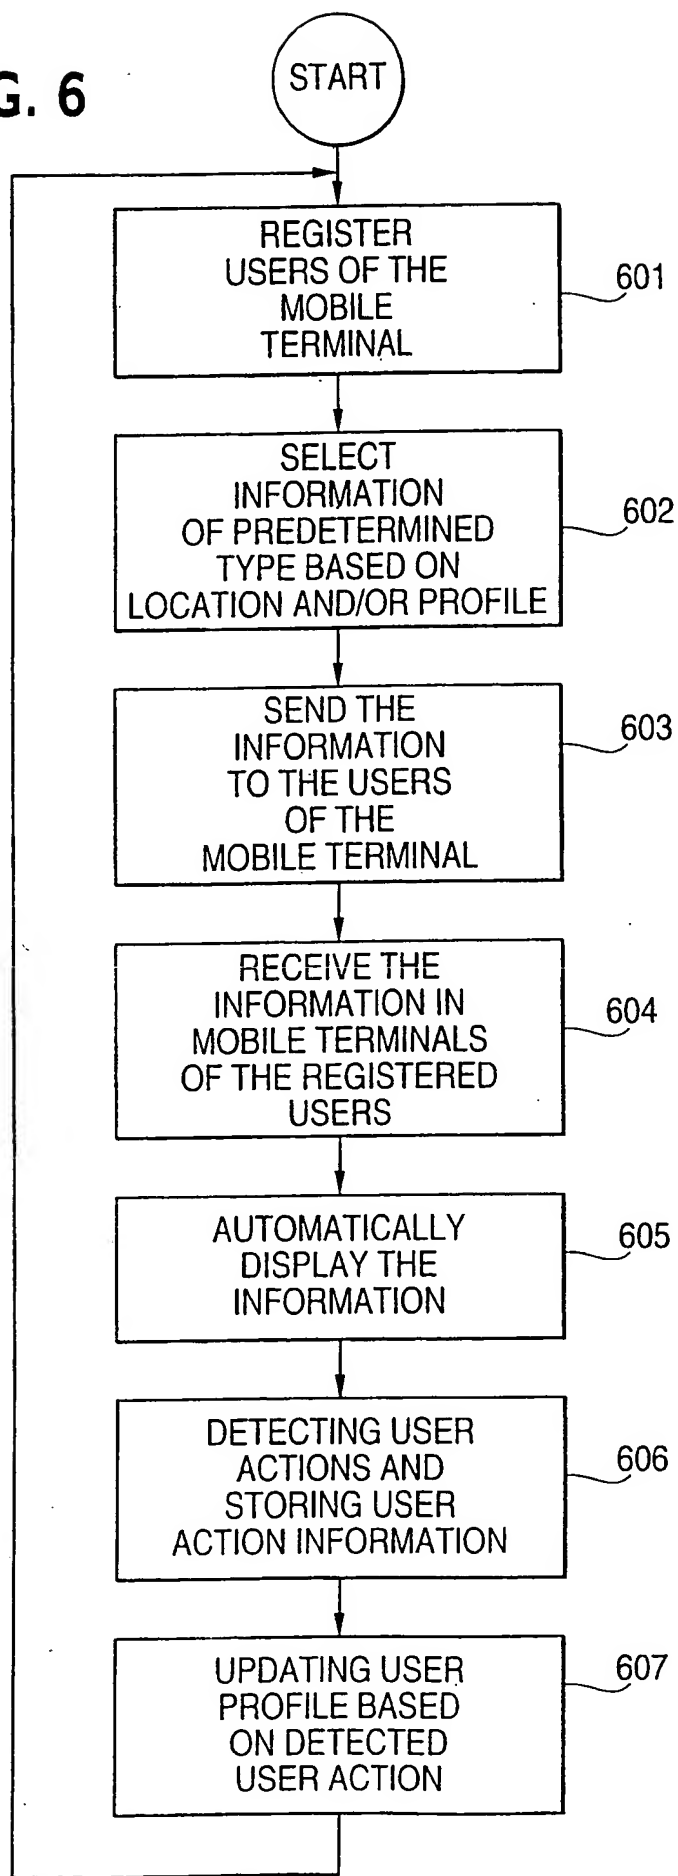 G. 6
START
REGISTER
USERS OF THE
MOBILE
TERMINAL
601
SELECT
INFORMATION
OF PREDETERMINED
TYPE BASED ON
LOCATION AND/OR PROFILE
602
SEND THE
INFORMATION
TO THE USERS
OF THE
MOBILE TERMINAL
603
RECEIVE THE
INFORMATION IN
MOBILE TERMINALS
OF THE REGISTERED
USERS
604
AUTOMATICALLY
DISPLAY THE
INFORMATION
605
DETECTING USER
ACTIONS AND
STORING USER
ACTION INFORMATION
606
UPDATING USER
PROFILE BASED
ON DETECTED
USER ACTION
607